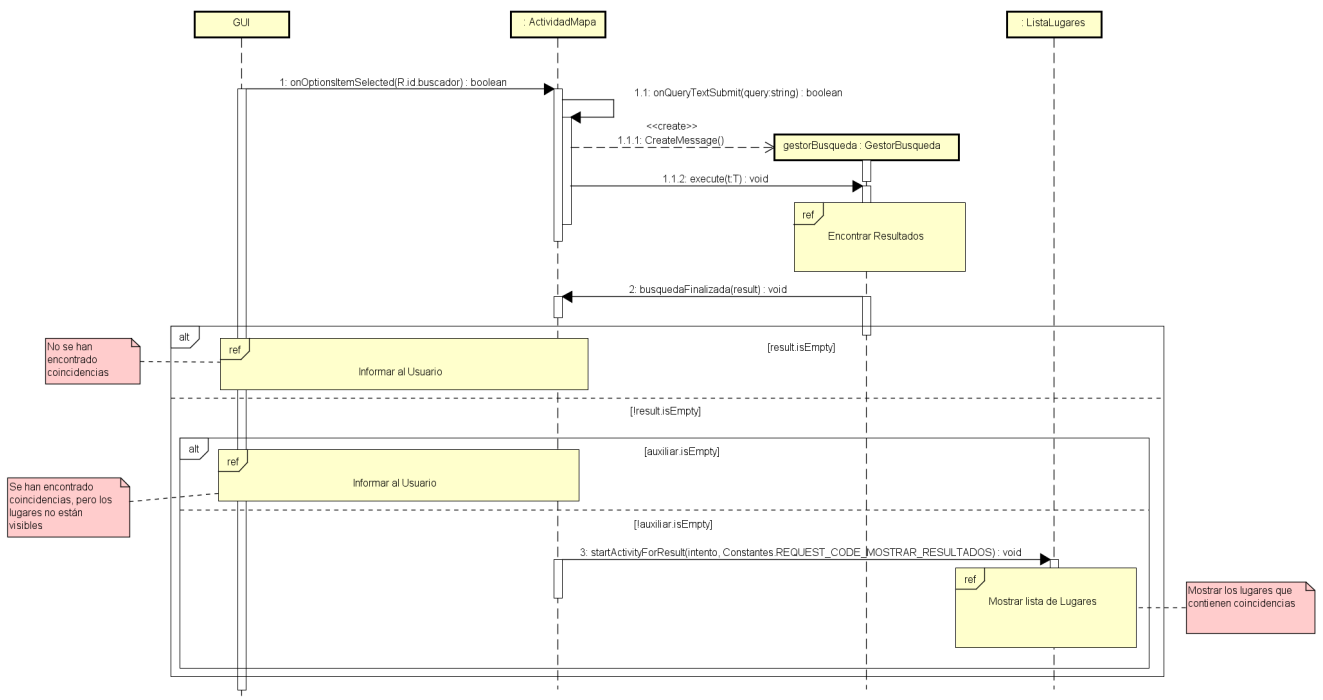 GUI
: ActividadMapa
: ListaLugares
1: onOptionsItemSelected(R.id.buscador) : boolean
1.1: onQueryTextSubmit(query:string) : boolean
<<create>>
1.1.1: CreateMessage()
gestorBusqueda : GestorBusqueda
1.1.2: execute(t:T) : void
ref
Encontrar Resultados
2: busquedaFinalizada(result) : void
alt
No se han
encontrado
coincidencias
ref
[result.isEmpty]
Informar al Usuario
[!result.isEmpty]
alt
[auxiliar.isEmpty]
ref
Informar al Usuario
Se han encontrado
coincidencias, pero los
lugares no están
visibles
[!auxiliar.isEmpty]
3: startActivityForResult(intento, Constantes.REQUEST_CODE_MOSTRAR_RESULTADOS) : void
ref
Mostrar lista de Lugares
Mostrar los lugares que
contienen coincidencias